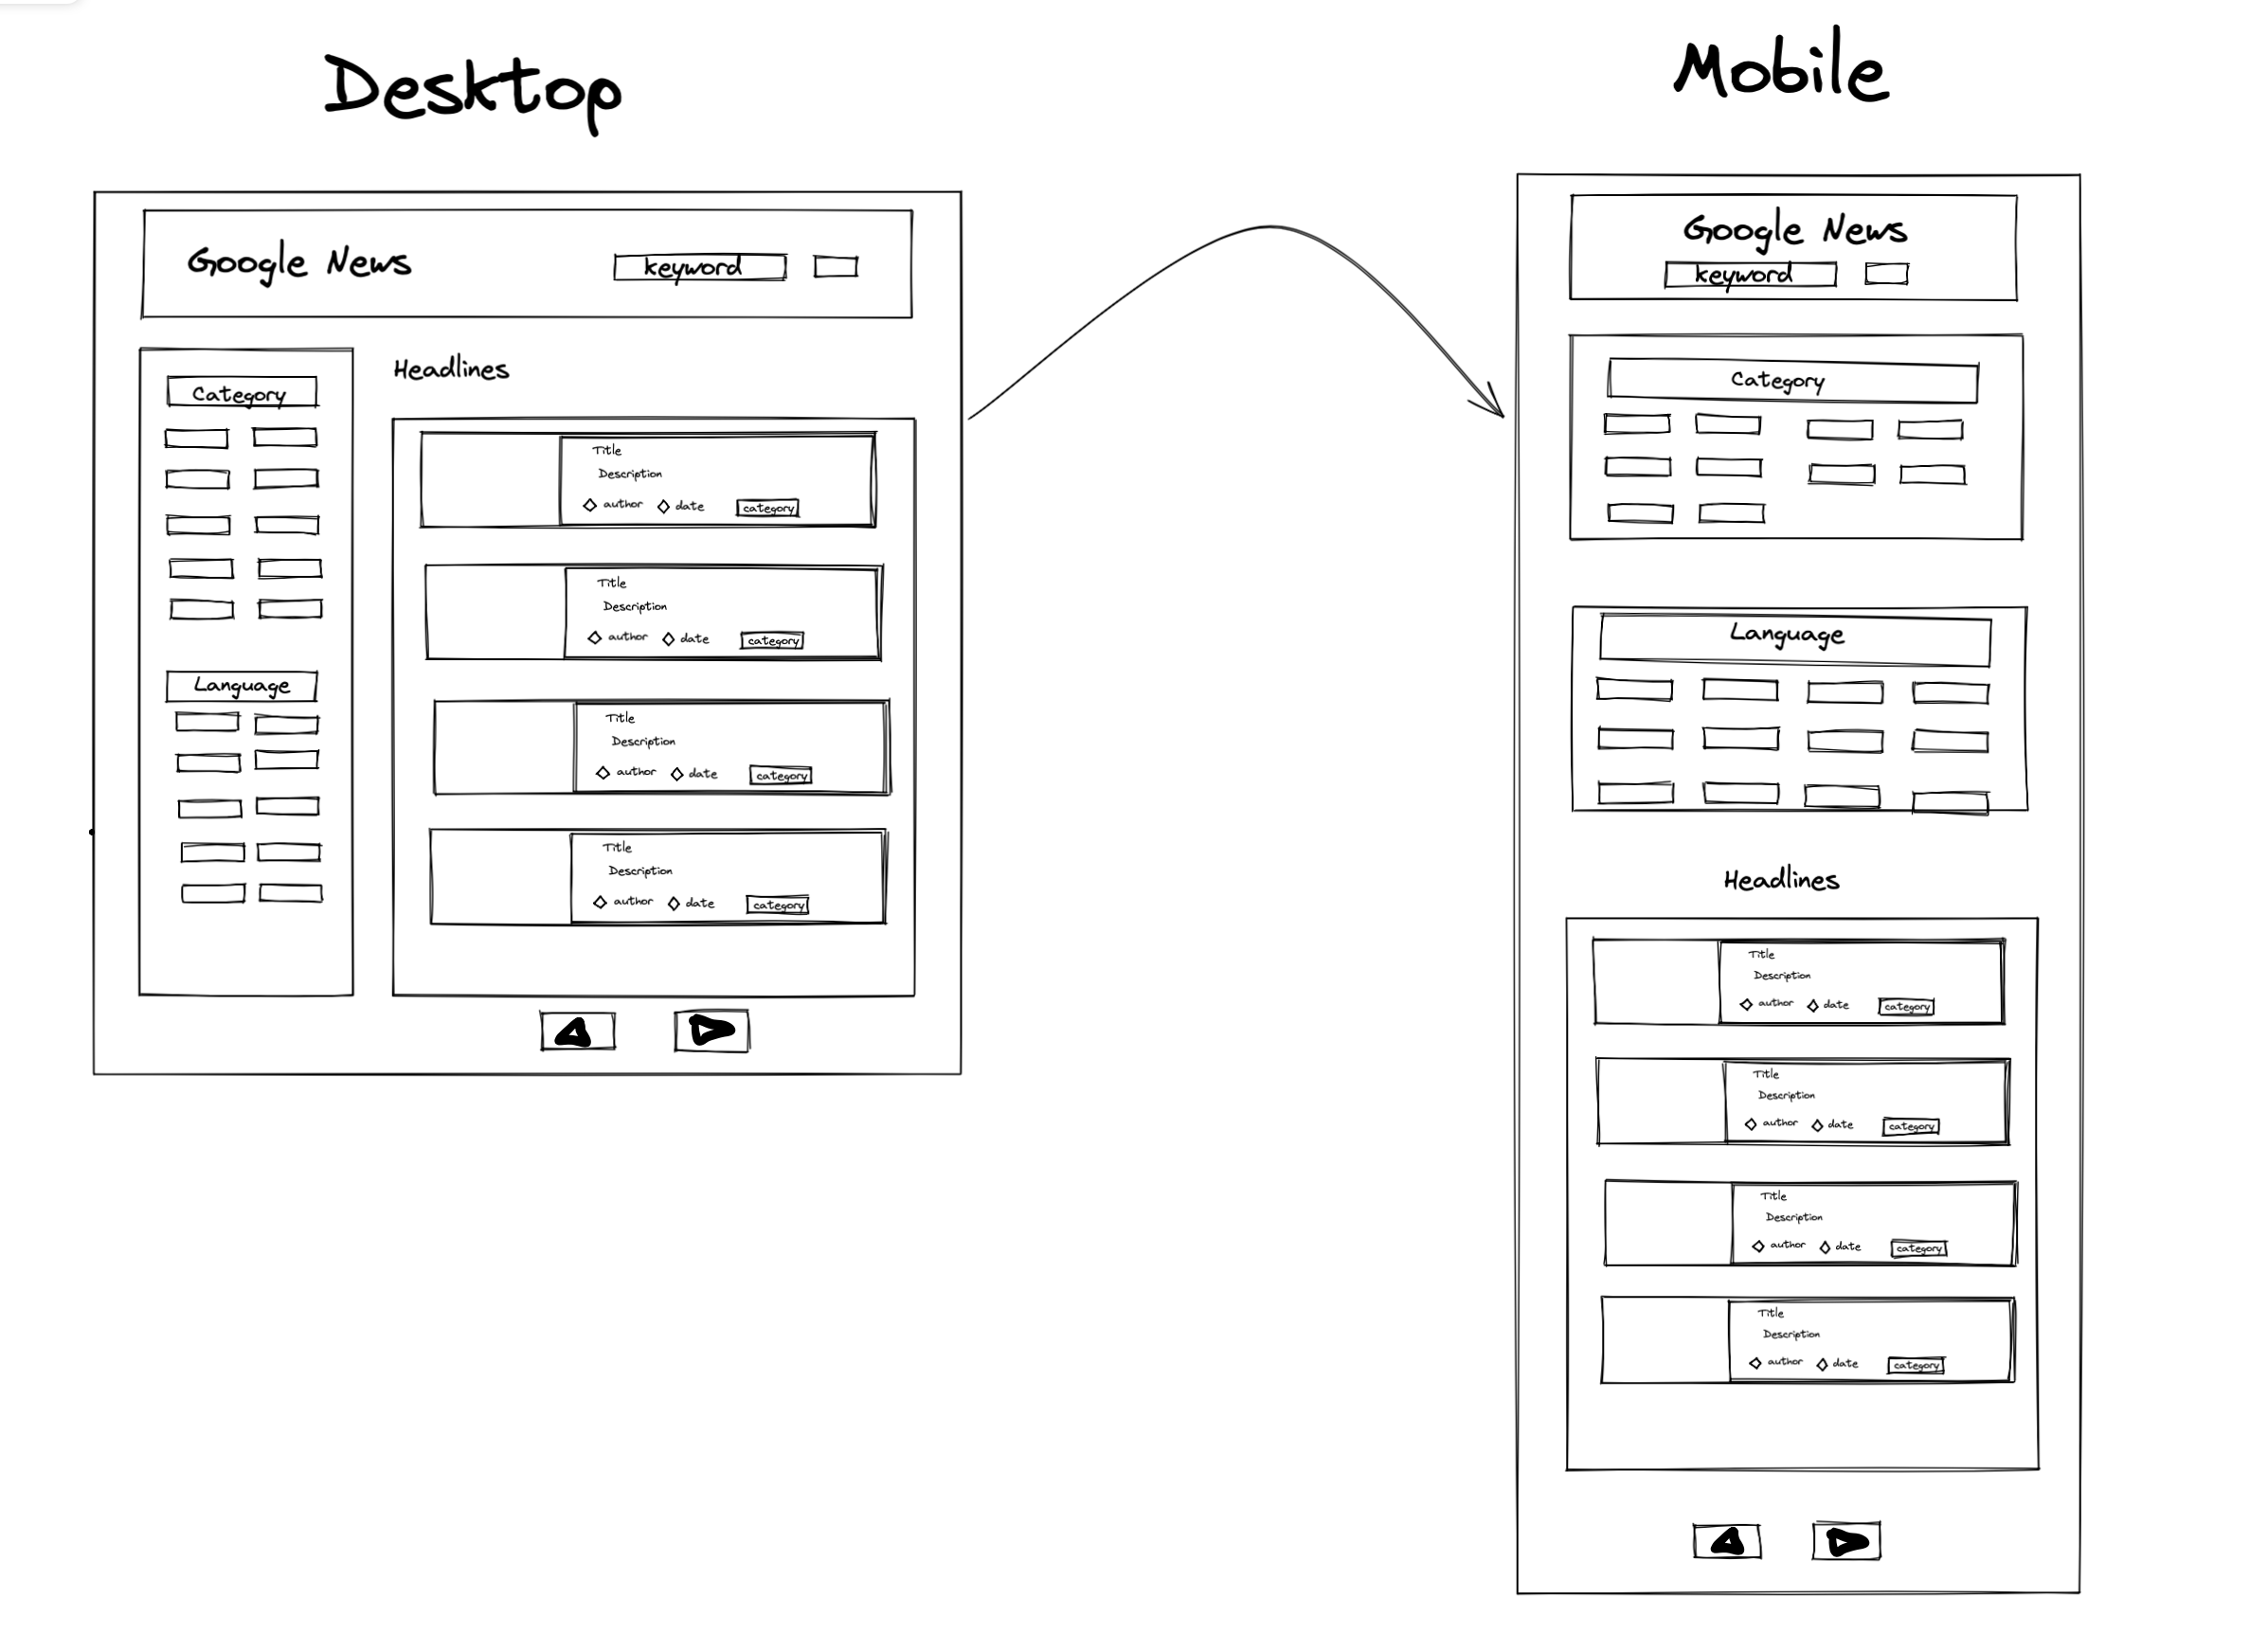 Desktop
Google News
keyword
Category
Language
Headlines
Title
Description
author date category
Title
Description
author date category
Title
Description
author date category
Title
Description
author date category
Mobile
Google News
keyword
Category
Language
Headlines
Title
Description
author date category
Title
Description
author date category
Title
Description
author date category
Title
Description
author date category